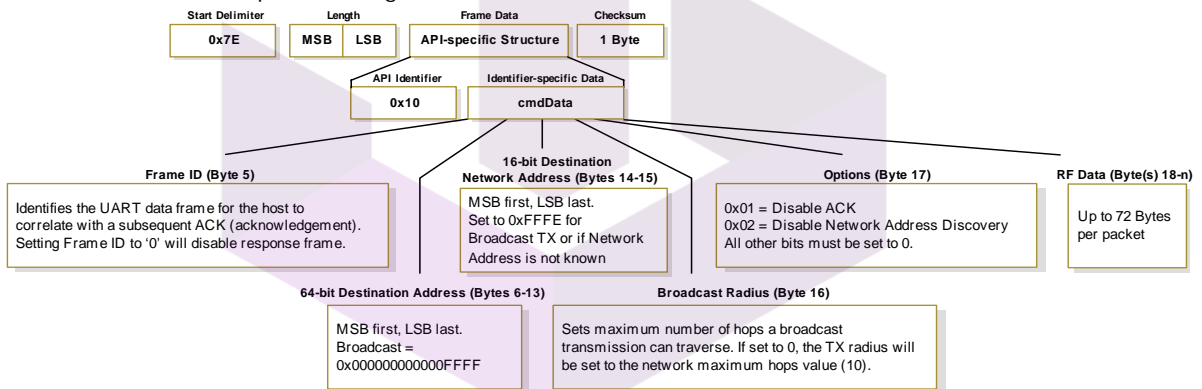 Start Delimiter
Length
Frame Data
Checksum
0x7E
MSB
LSB
API-specific Structure
1 Byte
API Identifier
Identifier-specific Data
0x10
cmdData
Frame ID (Byte 5)
Identifies the UART data frame for the host to
correlate with a subsequent ACK (acknowledgement).
Setting Frame ID to ‘0’ will disable response frame.
16-bit Destination
Network Address (Bytes 14-15)
MSB first, LSB last.
Set to 0xFFFE for
Broadcast TX or if Network
Address is not known
Options (Byte 17)
0x01 = Disable ACK
0x02 = Disable Network Address Discovery
All other bits must be set to 0.
RF Data (Byte(s) 18-n)
Up to 72 Bytes
per packet
64-bit Destination Address (Bytes 6-13)
MSB first, LSB last.
Broadcast =
0x000000000000FFFF
Broadcast Radius (Byte 16)
Sets maximum number of hops a broadcast
transmission can traverse. If set to 0, the TX radius will
be set to the network maximum hops value (10).